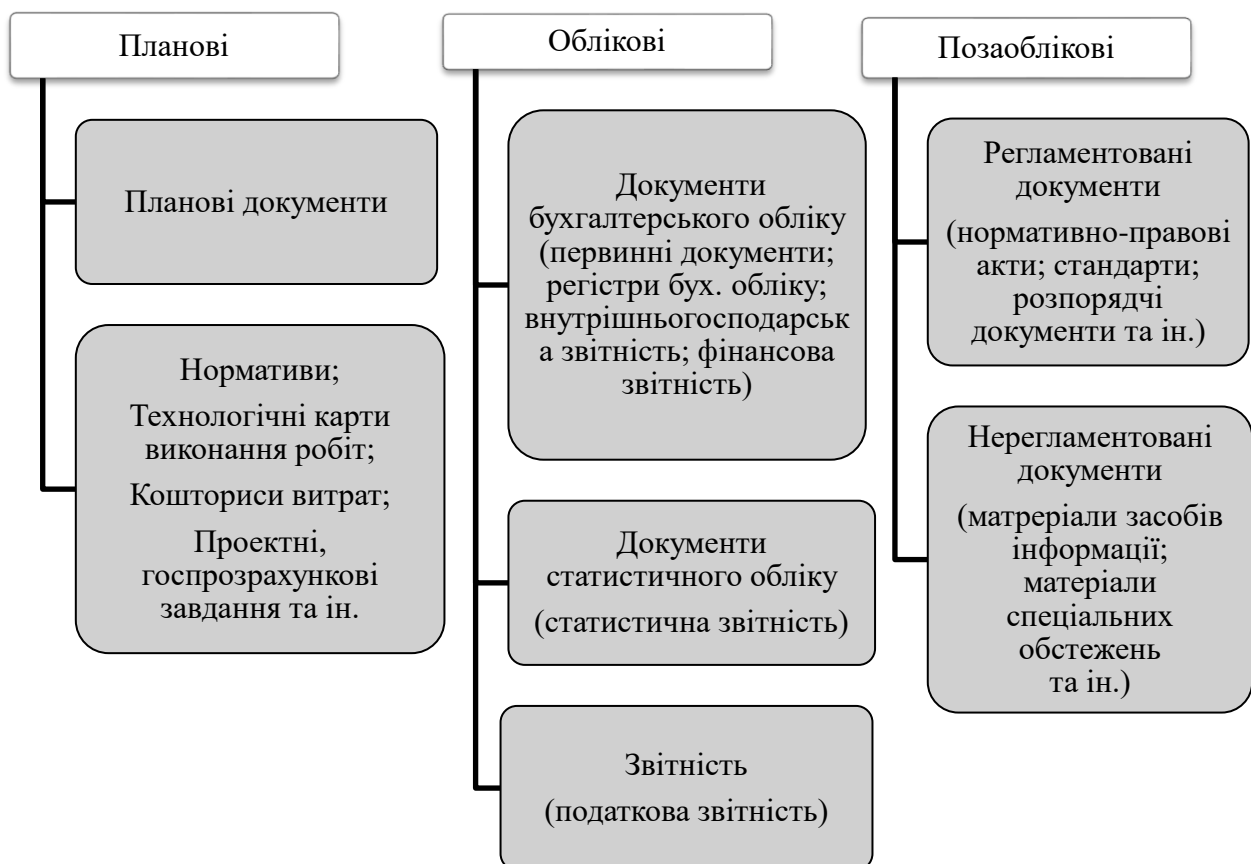 Планові
Планові документи
Нормативи;
Технологічні карти
виконання робіт;
Кошториси витрат;
Проектні,
госпрозрахункові
завдання та ін.
Облікові
Документи
бухгалтерського обліку
(первинні документи;
регістри бух. обліку;
внутрішньогосподарськ
а звітність; фінансова
звітність)
Документи
статистичного обліку
(статистична звітність)
Звітність
(податкова звітність)
Позаоблікові
Регламентовані
документи
(нормативно-правові
акти; стандарти;
розпорядчі
документи та ін.)
Нерегламентовані
документи
(матреріали засобів
інформації;
матеріали
спеціальних
обстежень
та ін.)